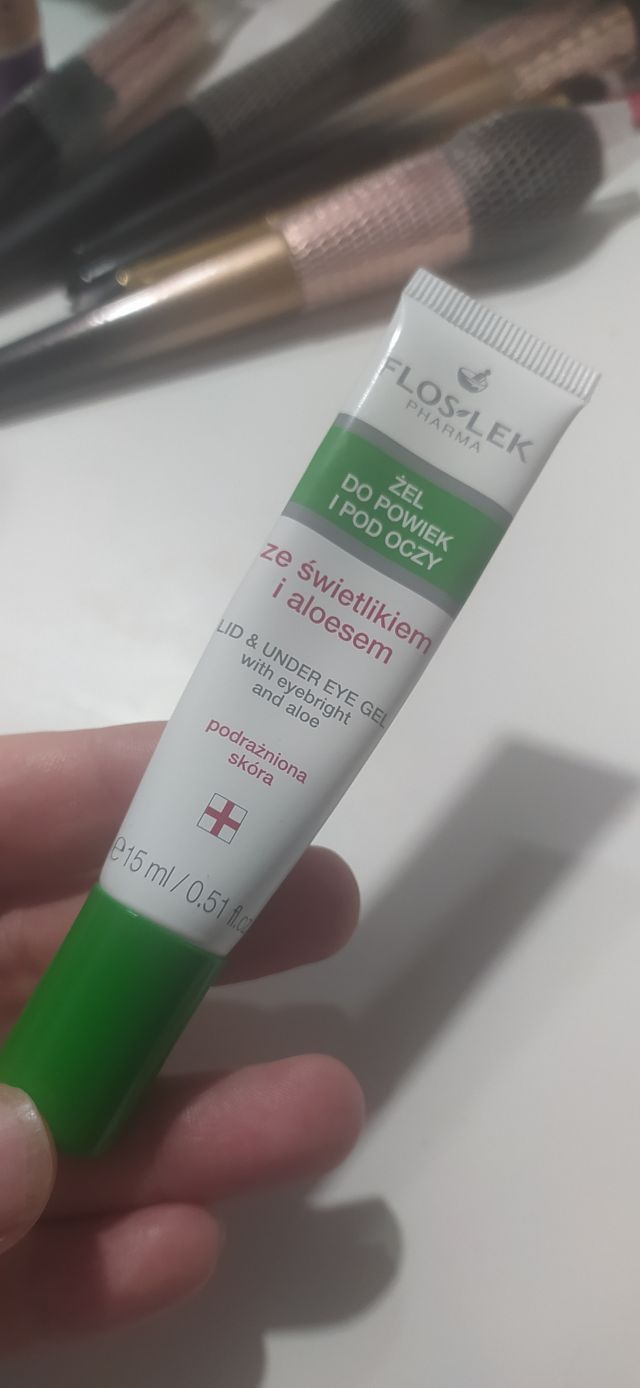 FLOS-LEK
PHARMA
ŻEL
DO POWIEK
I POD OCZY
ze świetlikiem
i aloesem
LID & UNDER EYE GEL
with eyebright
and aloe
podrażniona
skóra
e15 ml / 0.51 fl.oz